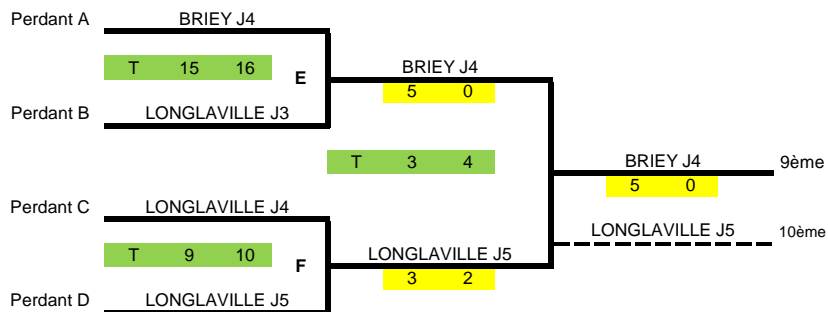 Perdant A BRIEY J4
T 15 16 E BRIEY J4
5 0
Perdant B LONGLAVILLE J3
T 3 4 BRIEY J4 9ème
5 0
Perdant C LONGLAVILLE J4
LONGLAVILLE J5 10ème
T 9 10 F LONGLAVILLE J5
3 2
Perdant D LONGLAVILLE J5